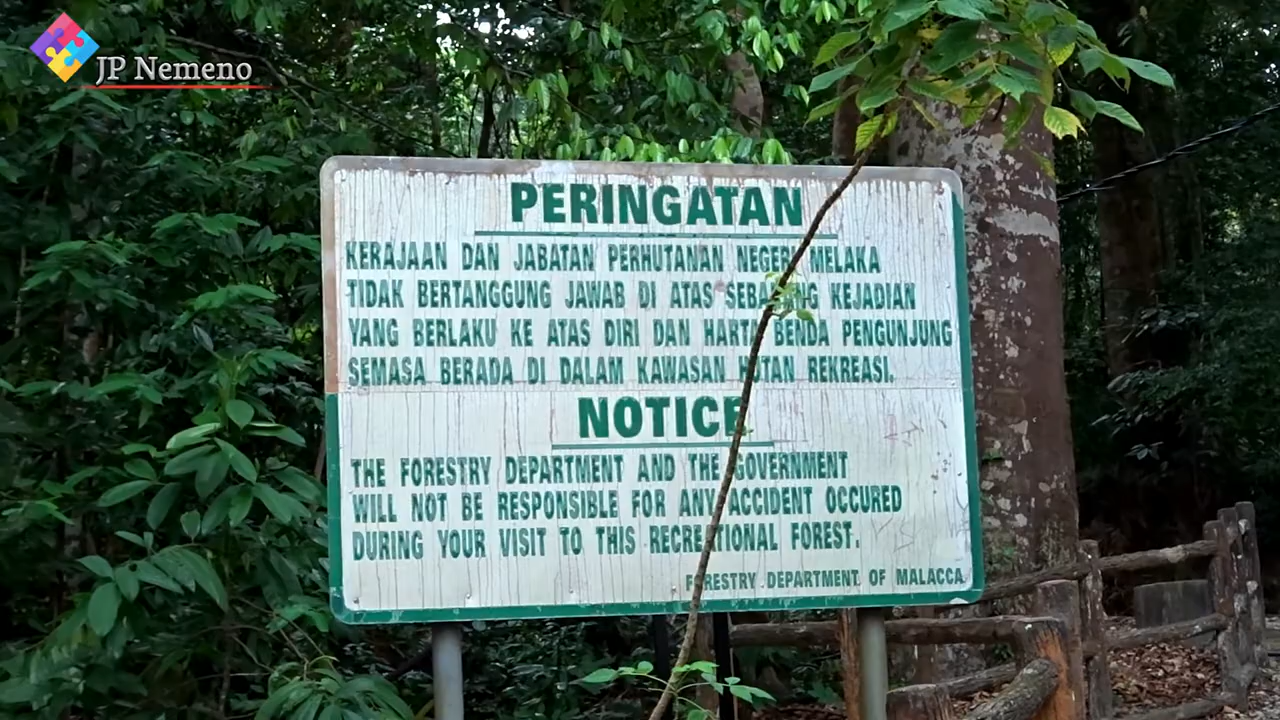 JP Nemeno
PERINGATAN
KERAJAAN DAN JABATAN PERHUTANAN NEGERI MELAKA
TIDAK BERTANGGUNG JAWAB DI ATAS SEBARANG KEJADIAN
YANG BERLAKU KE ATAS DIRI DAN HARTA BENDA PENGUNJUNG
SEMASA BERADA DI DALAM KAWASAN HUTAN REKREASI.
NOTICE
THE FORESTRY DEPARTMENT AND THE GOVERNMENT
WILL NOT BE RESPONSIBLE FOR ANY ACCIDENT OCCURED
DURING YOUR VISIT TO THIS RECREATIONAL FOREST.
FORESTRY DEPARTMENT OF MALACCA